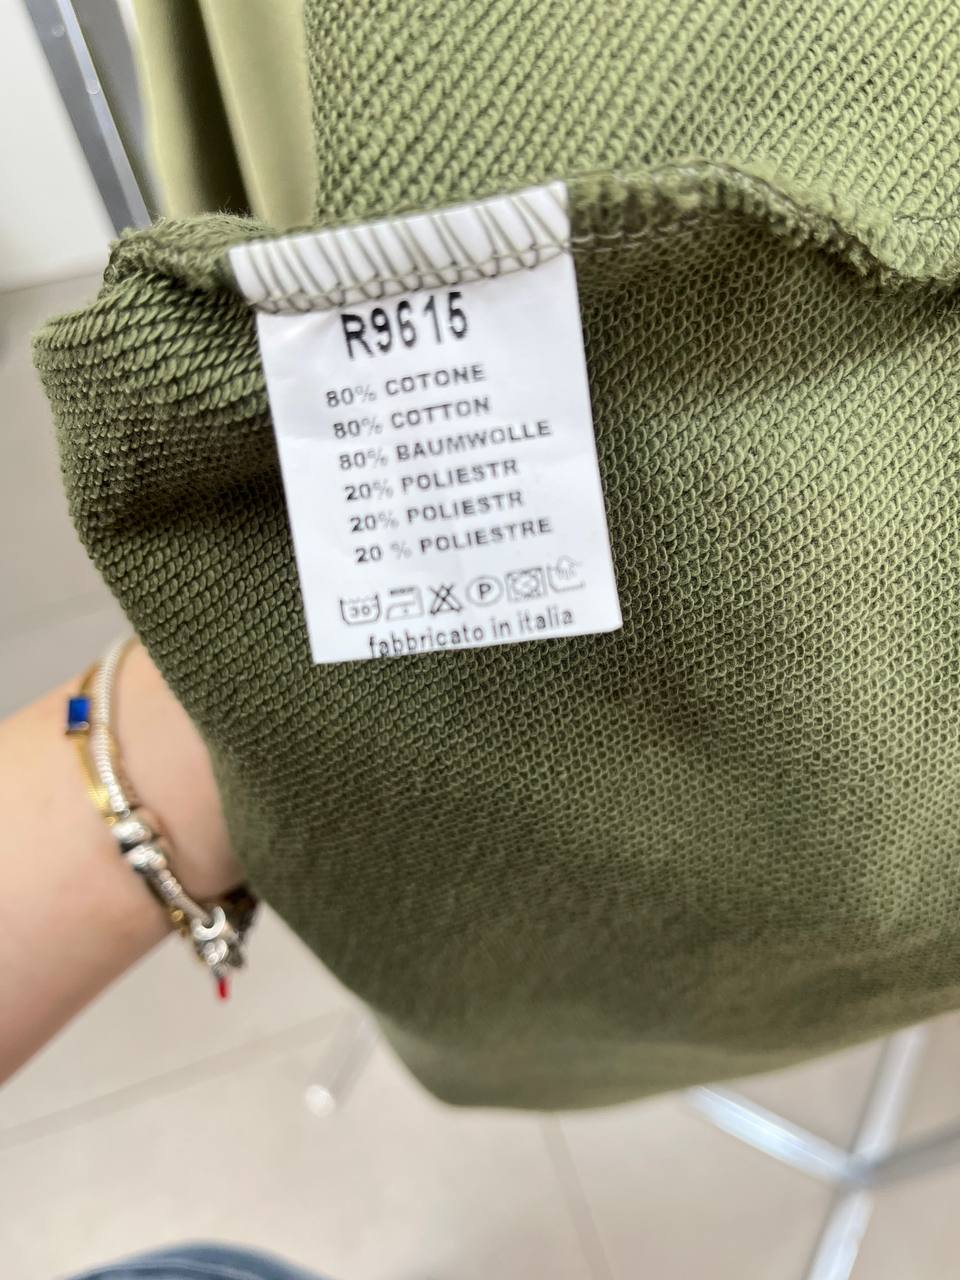 R9615
80% COTONE
80% COTTON
80% BAUMWOLLE
20% POLIESTR
20% POLIESTR
20 % POLIESTRE
30 P
fabbricato in italia